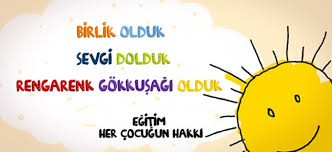 BİRLİK OLDUK
SEVGİ DOLDUK
RENGARENK GÖKKUŞAĞI OLDUK
EĞİTİM
HER ÇOCUĞUN HAKKI